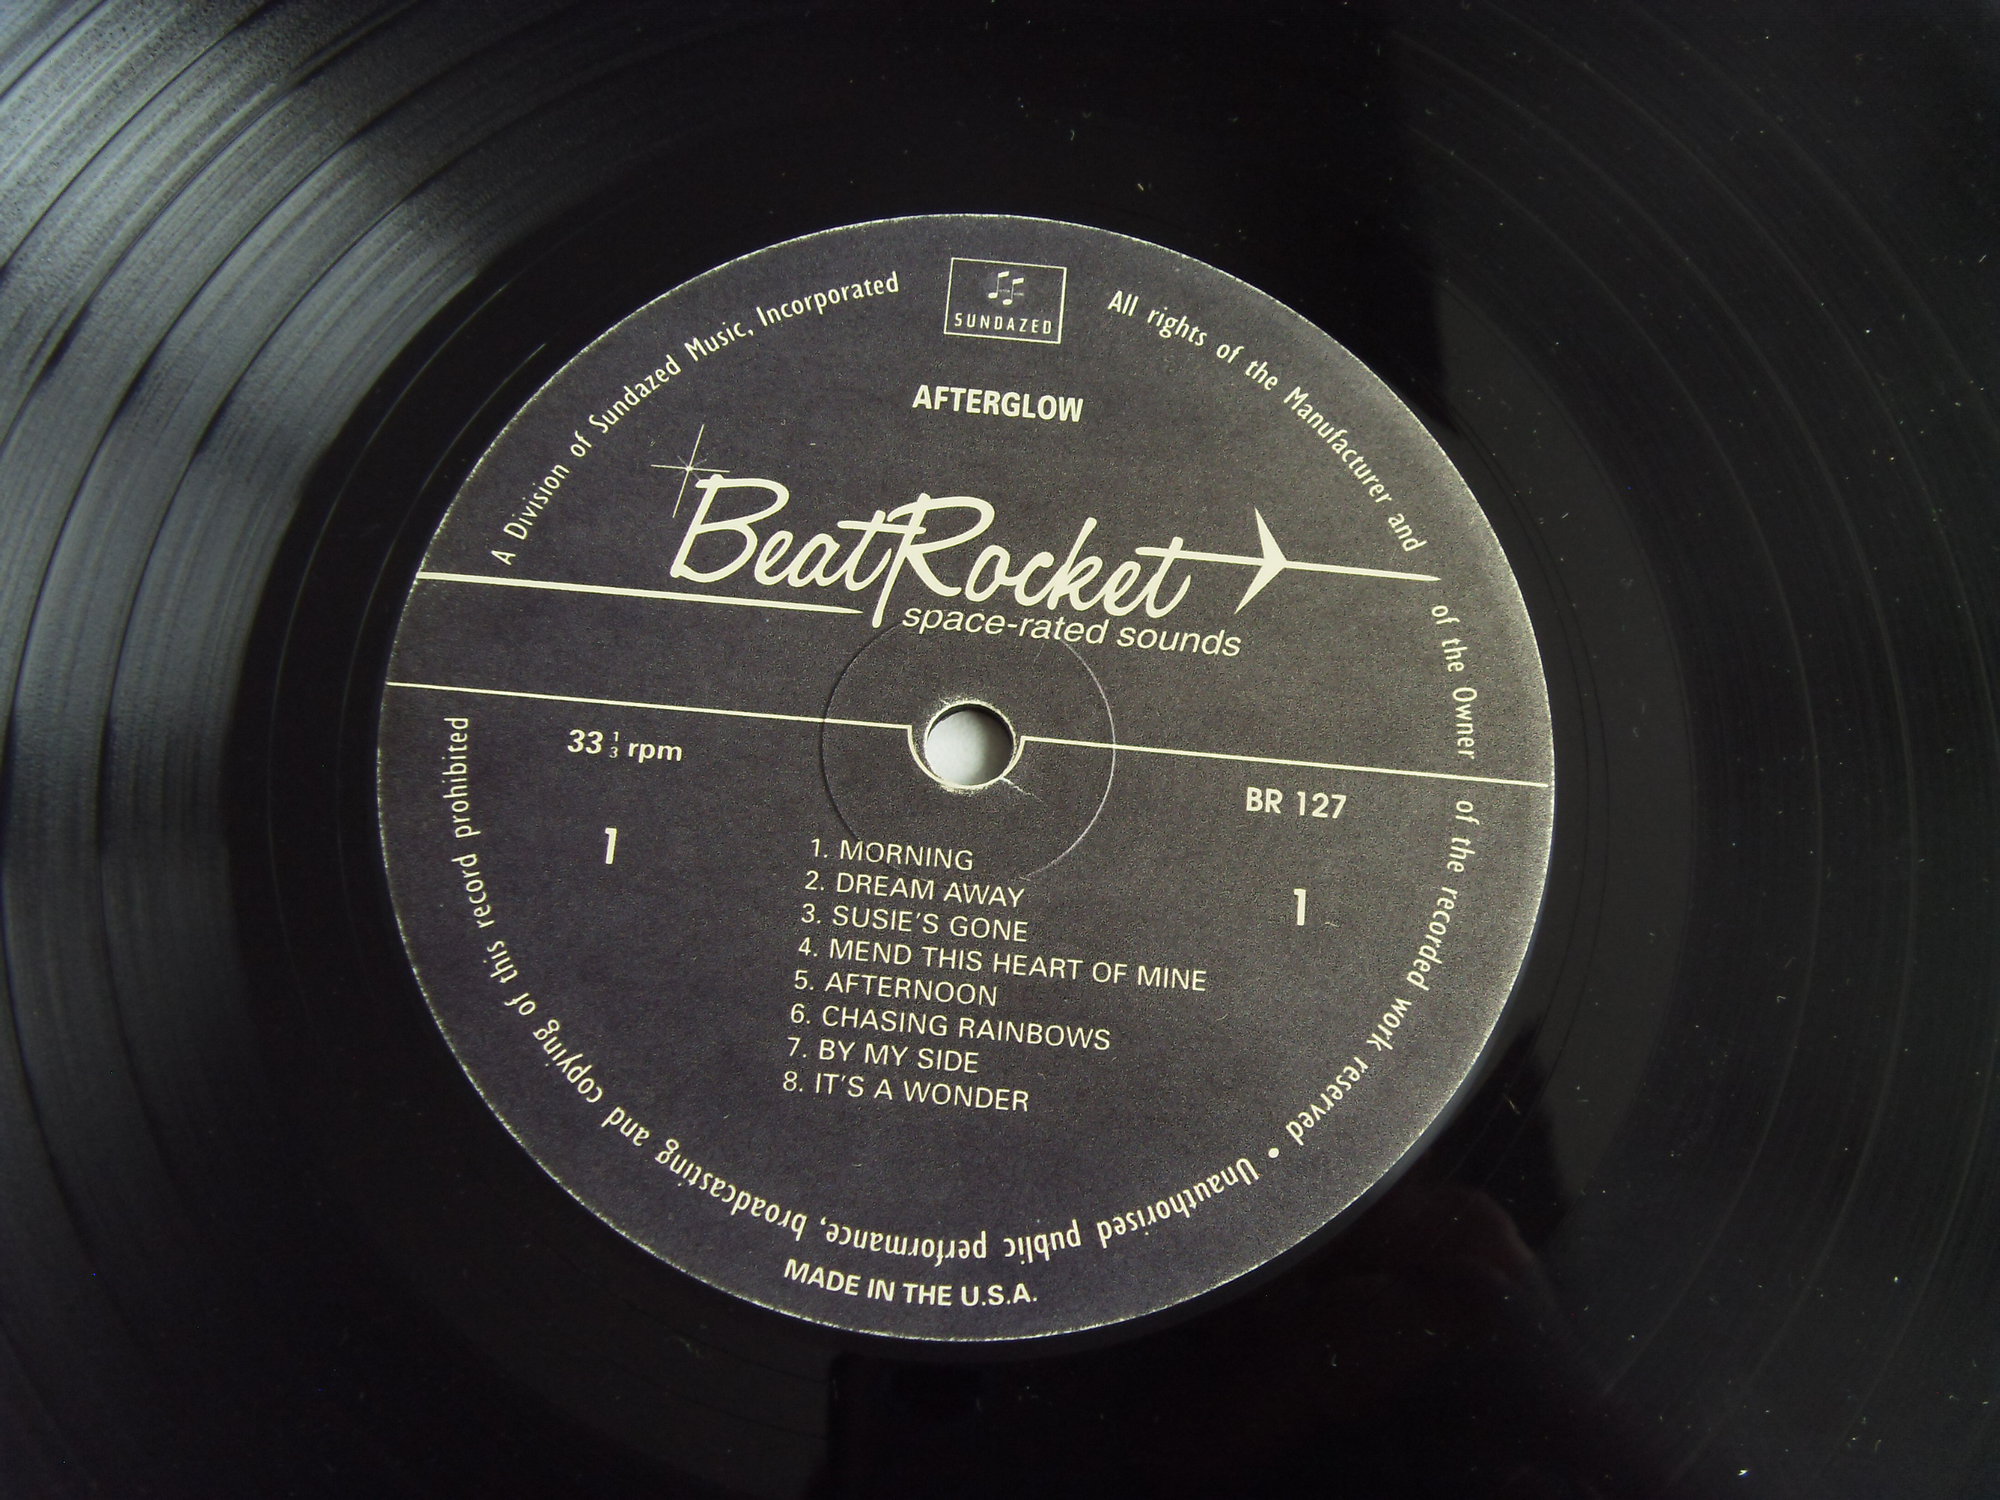 SUNDAZED
A Division of Sundazed Music, Incorporated
All rights of the Manufacturer and of the Owner of the recorded work reserved • Unauthorised public performance, broadcasting and copying of this record prohibited
AFTERGLOW
BeatRocket
space-rated sounds
33 1/3 rpm
BR 127
1
1
1. MORNING
2. DREAM AWAY
3. SUSIE'S GONE
4. MEND THIS HEART OF MINE
5. AFTERNOON
6. CHASING RAINBOWS
7. BY MY SIDE
8. IT'S A WONDER
MADE IN THE U.S.A.